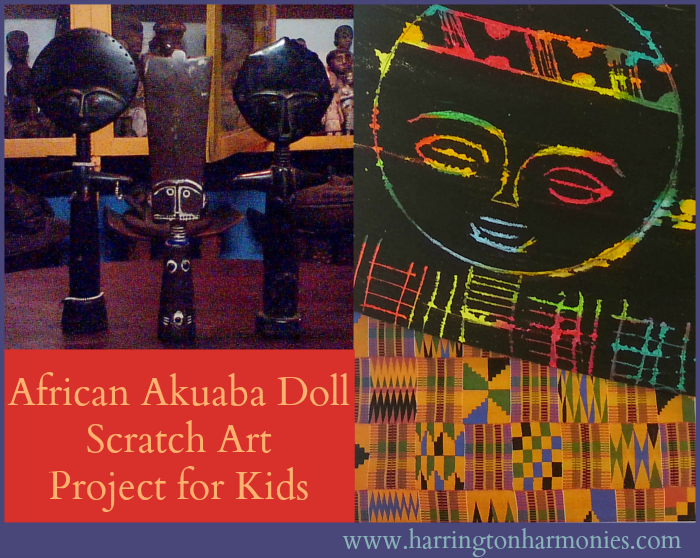 African Akuaba Doll
Scratch Art
Project for Kids
www.harringtonharmonies.com